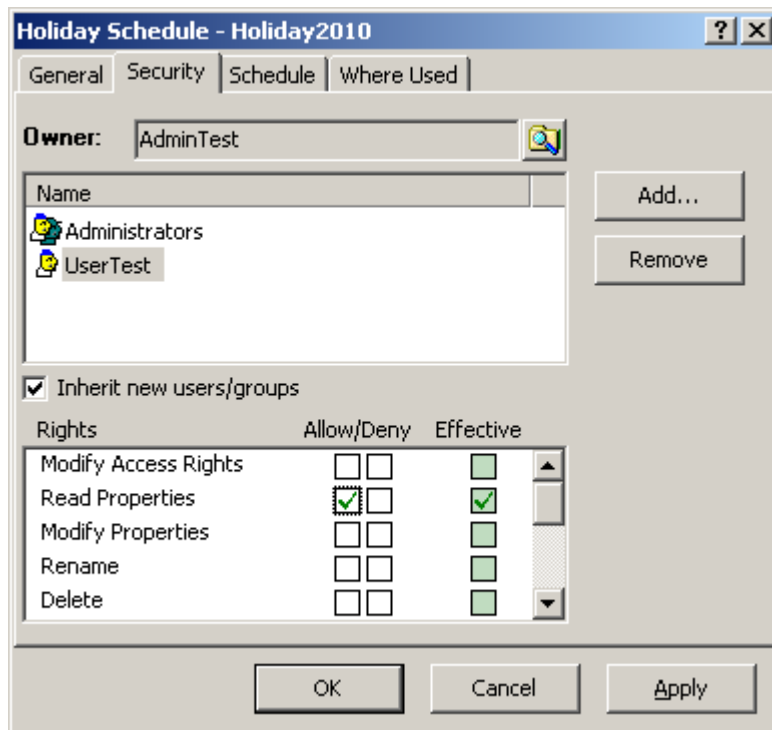 Holiday Schedule - Holiday2010
General Security Schedule Where Used
Owner: AdminTest
Name
Add...
Administrators
UserTest
Remove
Inherit new users/groups
Rights Allow/Deny Effective
Modify Access Rights
Read Properties
Modify Properties
Rename
Delete
OK Cancel Apply